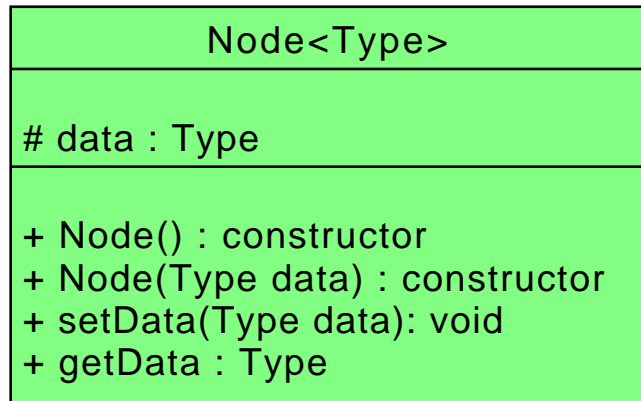 Node<Type>
# data : Type
+ Node() : constructor
+ Node(Type data) : constructor
+ setData(Type data): void
+ getData : Type